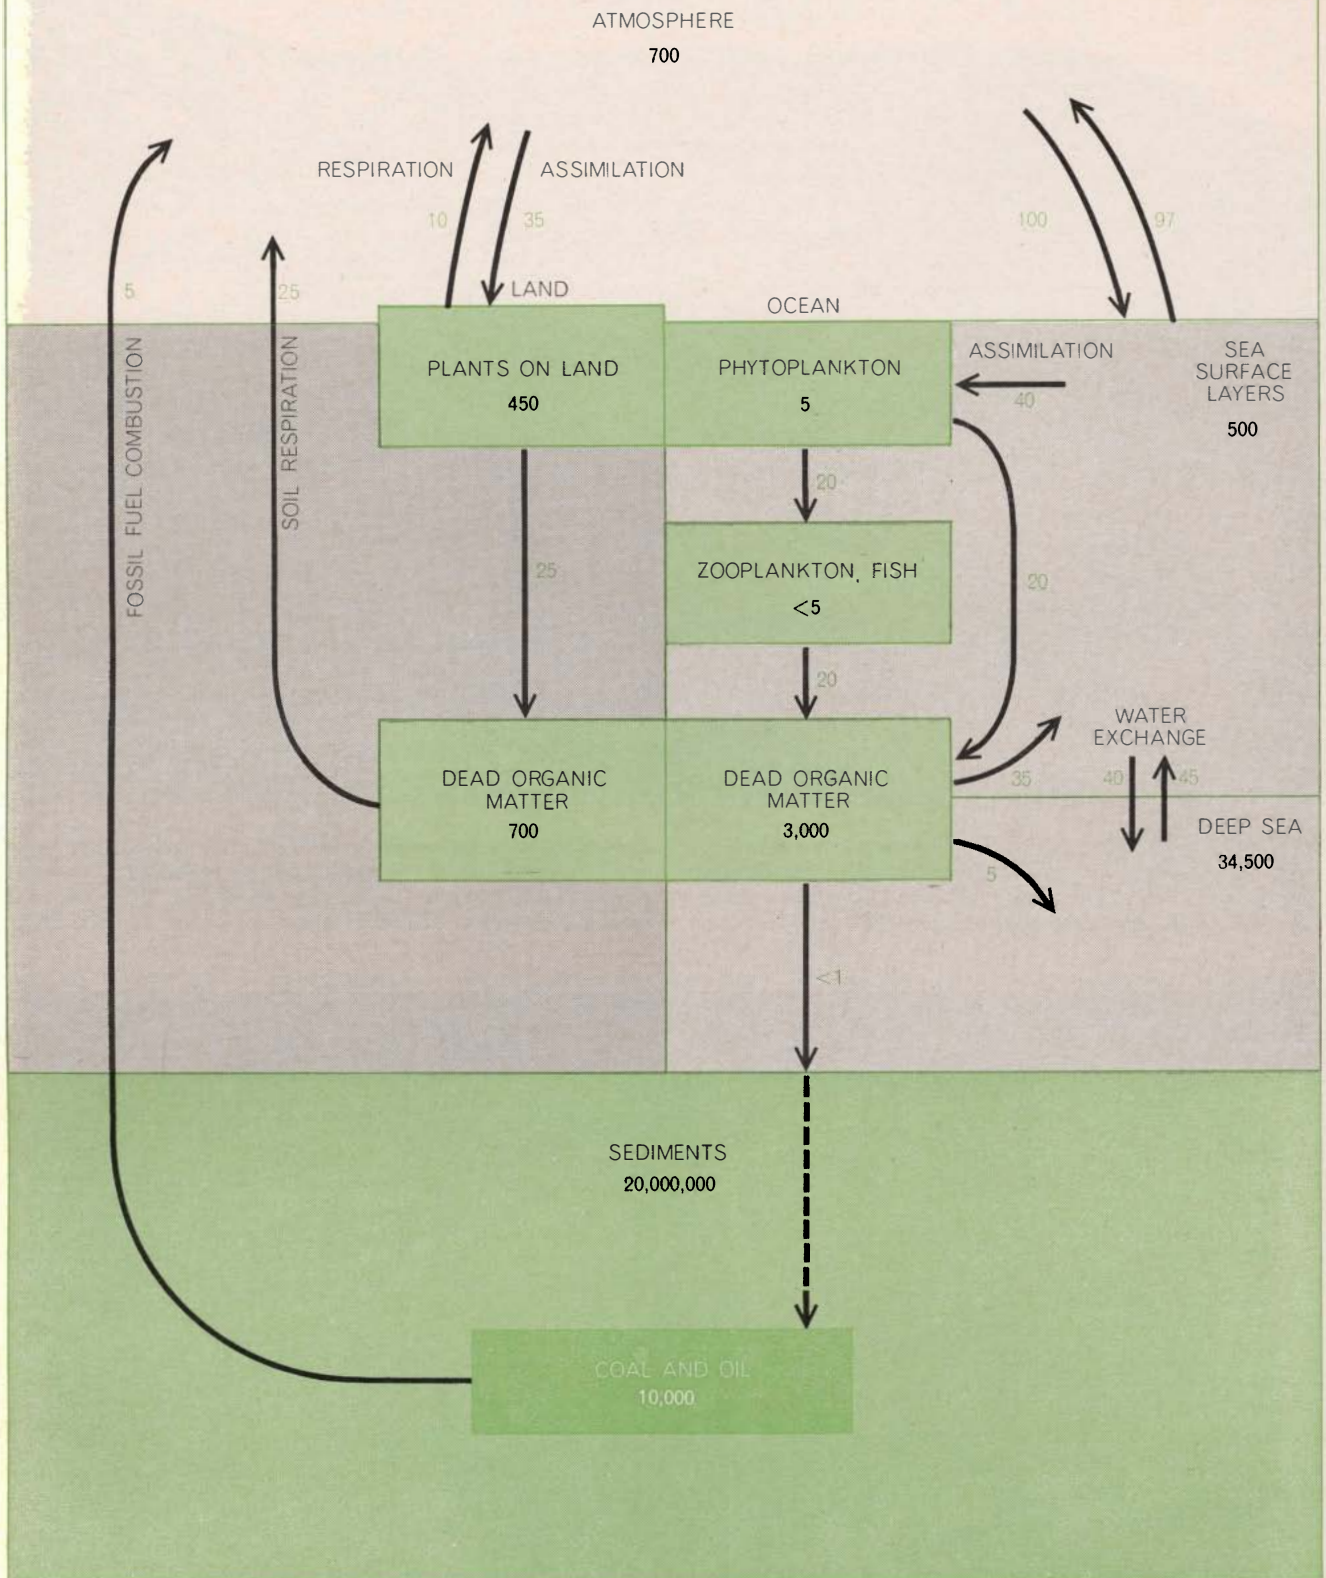 ATMOSPHERE
700
RESPIRATION
ASSIMILATION
10
35
100
97
5
25
LAND
OCEAN
FOSSIL FUEL COMBUSTION
SOIL RESPIRATION
PLANTS ON LAND
450
PHYTOPLANKTON
5
ASSIMILATION
40
SEA
SURFACE
LAYERS
500
20
25
ZOOPLANKTON, FISH
<5
20
20
WATER
EXCHANGE
DEAD ORGANIC
MATTER
700
DEAD ORGANIC
MATTER
3,000
35
40
45
DEEP SEA
34,500
5
<1
SEDIMENTS
20,000,000
COAL AND OIL
10,000